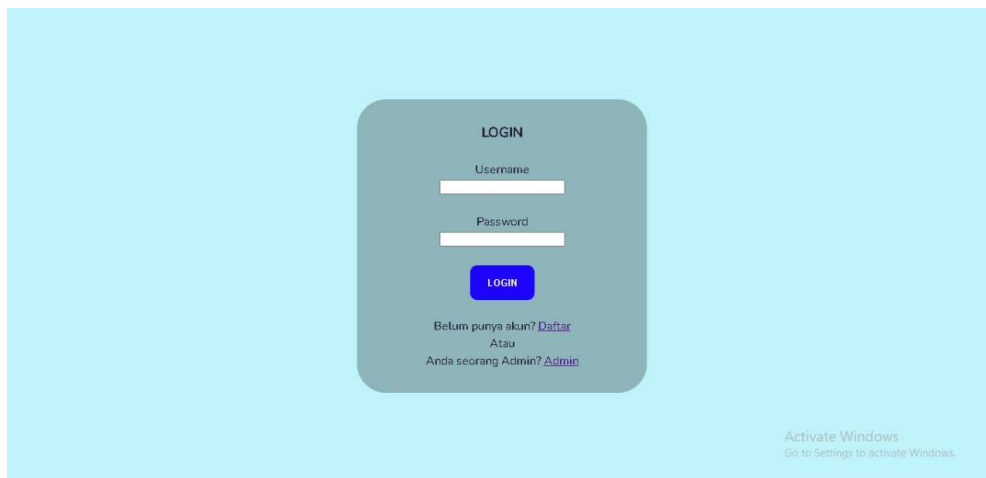 LOGIN
Username
Password
LOGIN
Belum punya akun? Daftar
Atau
Anda seorang Admin? Admin
Activate Windows
Go to Settings to activate Windows.